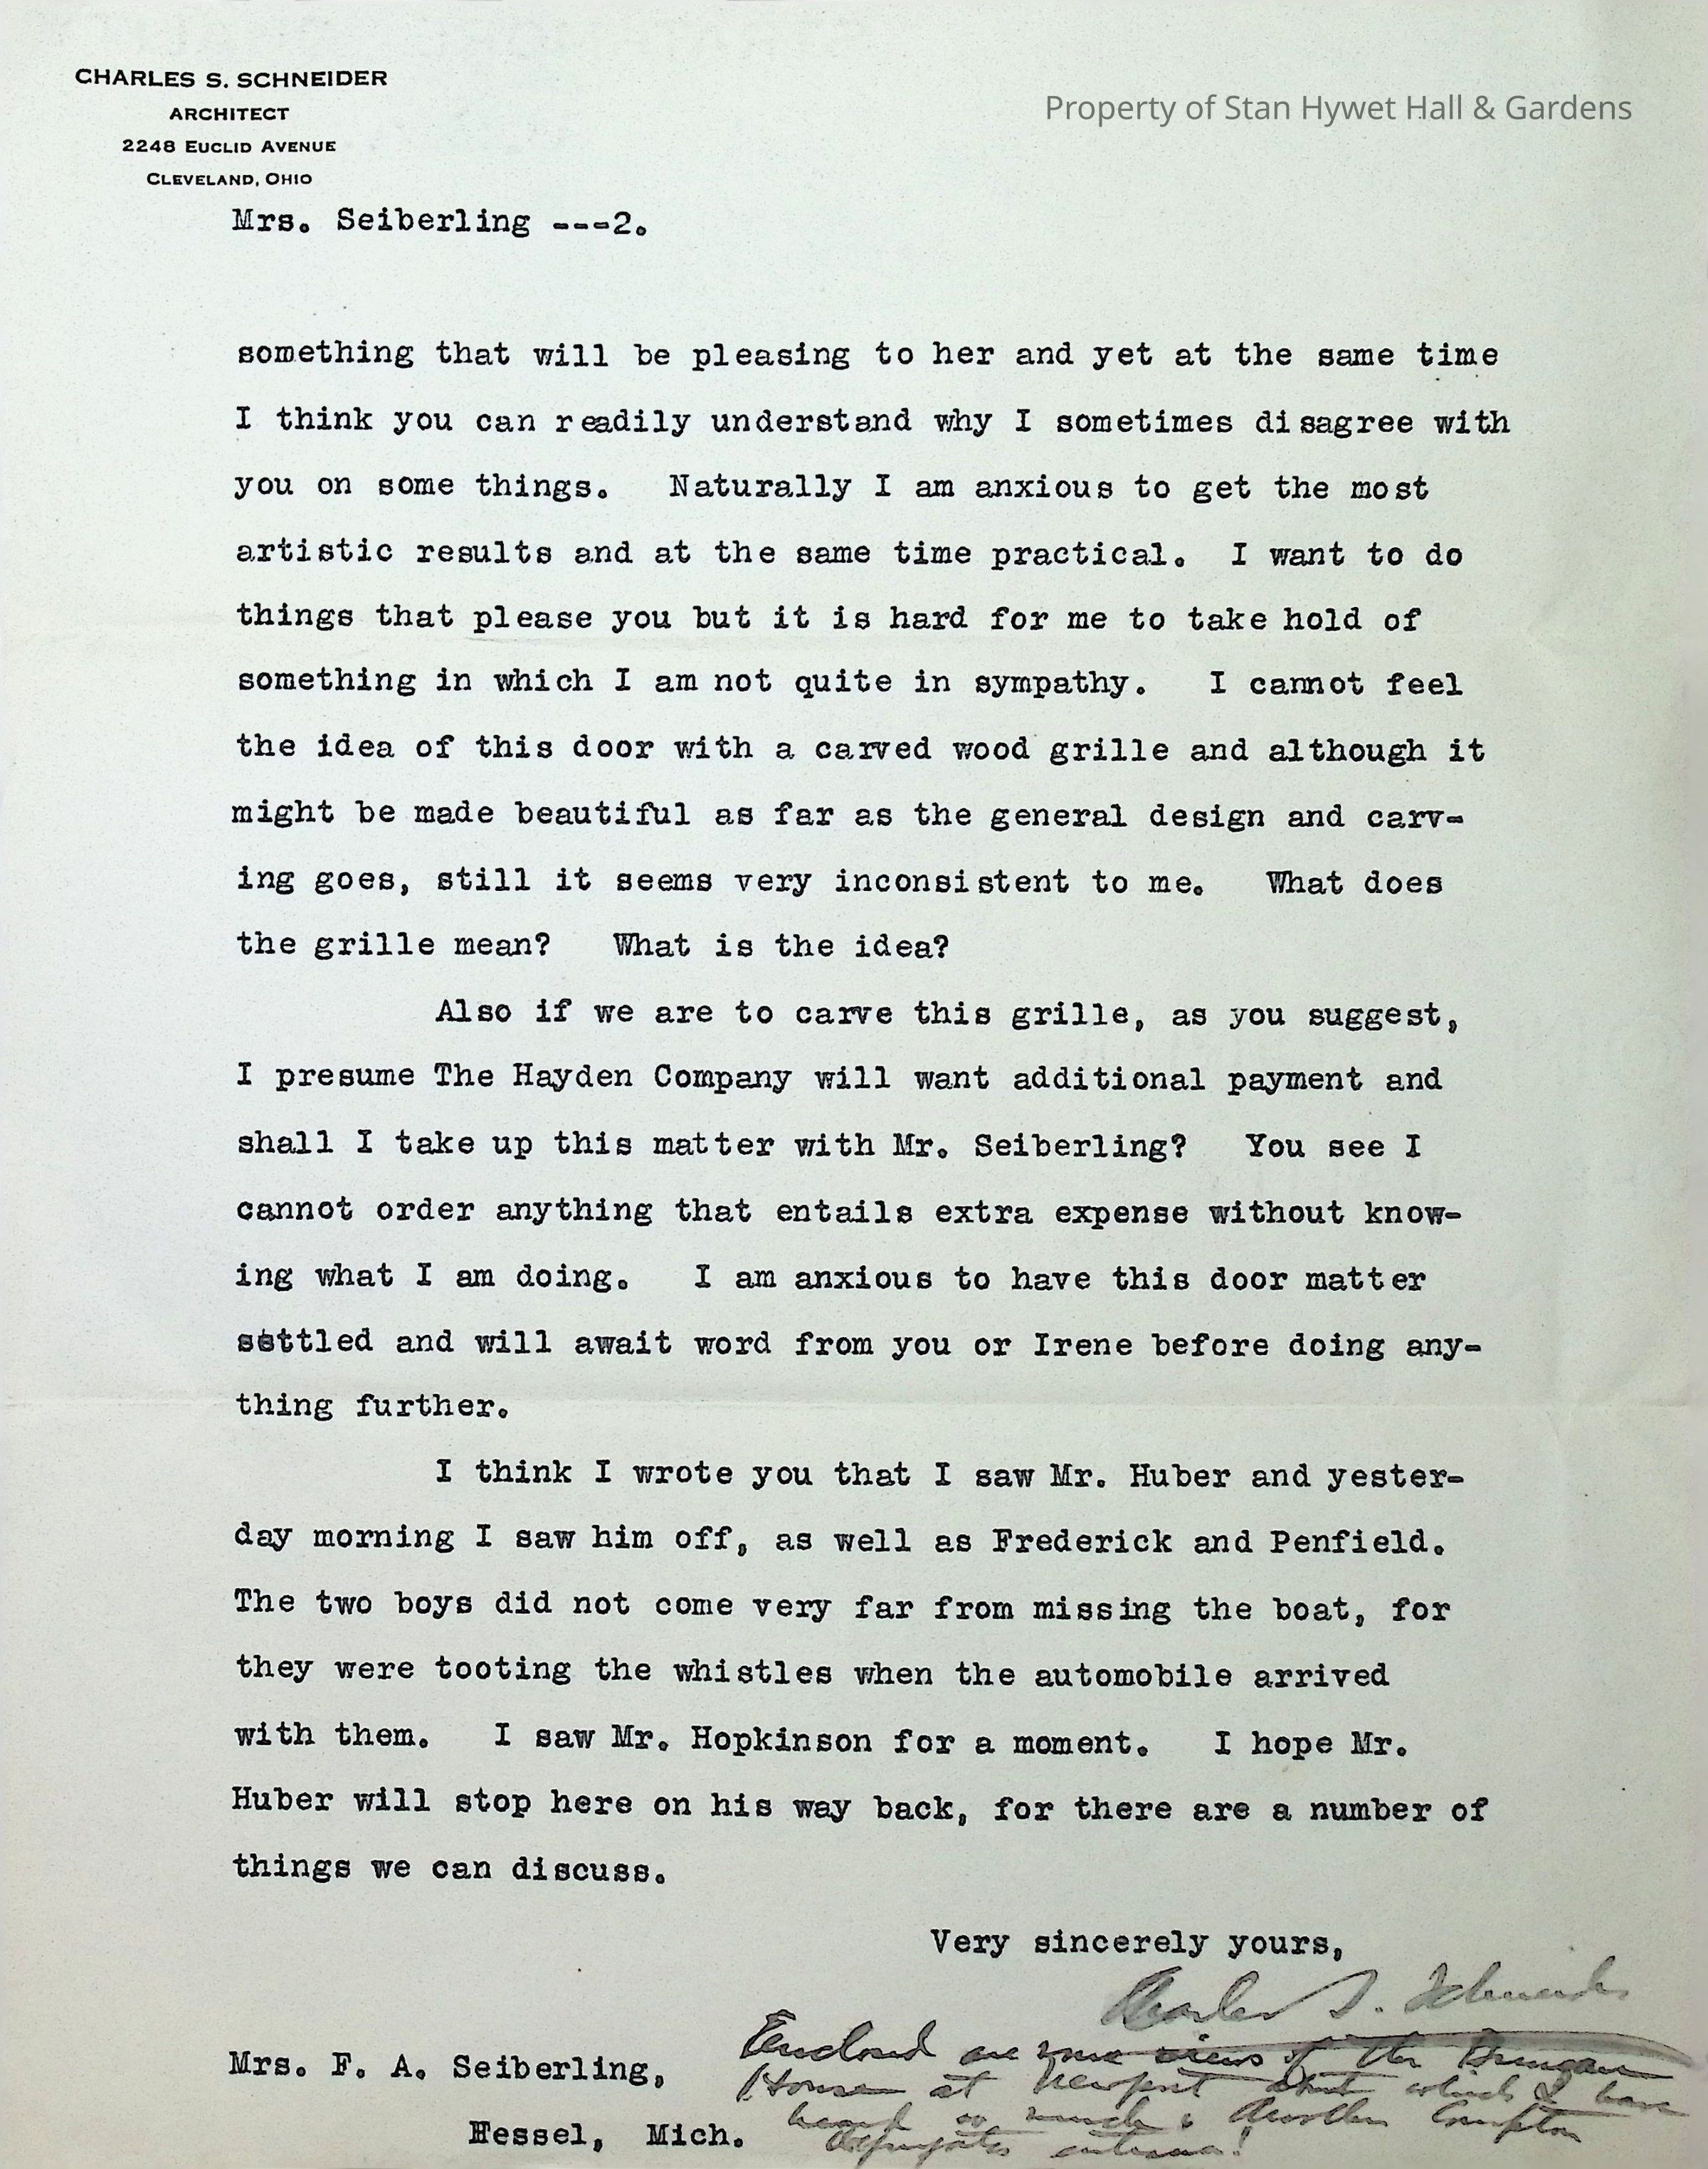 CHARLES S. SCHNEIDER
ARCHITECT
2248 EUCLID AVENUE
CLEVELAND, OHIO
Property of Stan Hywet Hall & Gardens
Mrs. Seiberling ---2.
something that will be pleasing to her and yet at the same time
I think you can readily understand why I sometimes disagree with
you on some things. Naturally I am anxious to get the most
artistic results and at the same time practical. I want to do
things that please you but it is hard for me to take hold of
something in which I am not quite in sympathy. I cannot feel
the idea of this door with a carved wood grille and although it
might be made beautiful as far as the general design and carv-
ing goes, still it seems very inconsistent to me. What does
the grille mean? What is the idea?
Also if we are to carve this grille, as you suggest,
I presume The Hayden Company will want additional payment and
shall I take up this matter with Mr. Seiberling? You see I
cannot order anything that entails extra expense without know-
ing what I am doing. I am anxious to have this door matter
settled and will await word from you or Irene before doing any-
thing further.
I think I wrote you that I saw Mr. Huber and yester-
day morning I saw him off, as well as Frederick and Penfield.
The two boys did not come very far from missing the boat, for
they were tooting the whistles when the automobile arrived
with them. I saw Mr. Hopkinson for a moment. I hope Mr.
Huber will stop here on his way back, for there are a number of
things we can discuss.
Very sincerely yours,
Charles S. Schneider
Enclosed are some views of the
House at Newport about which I have
heard so much & Another Compton
Mrs. F. A. Seiberling,
Fessel, Mich.